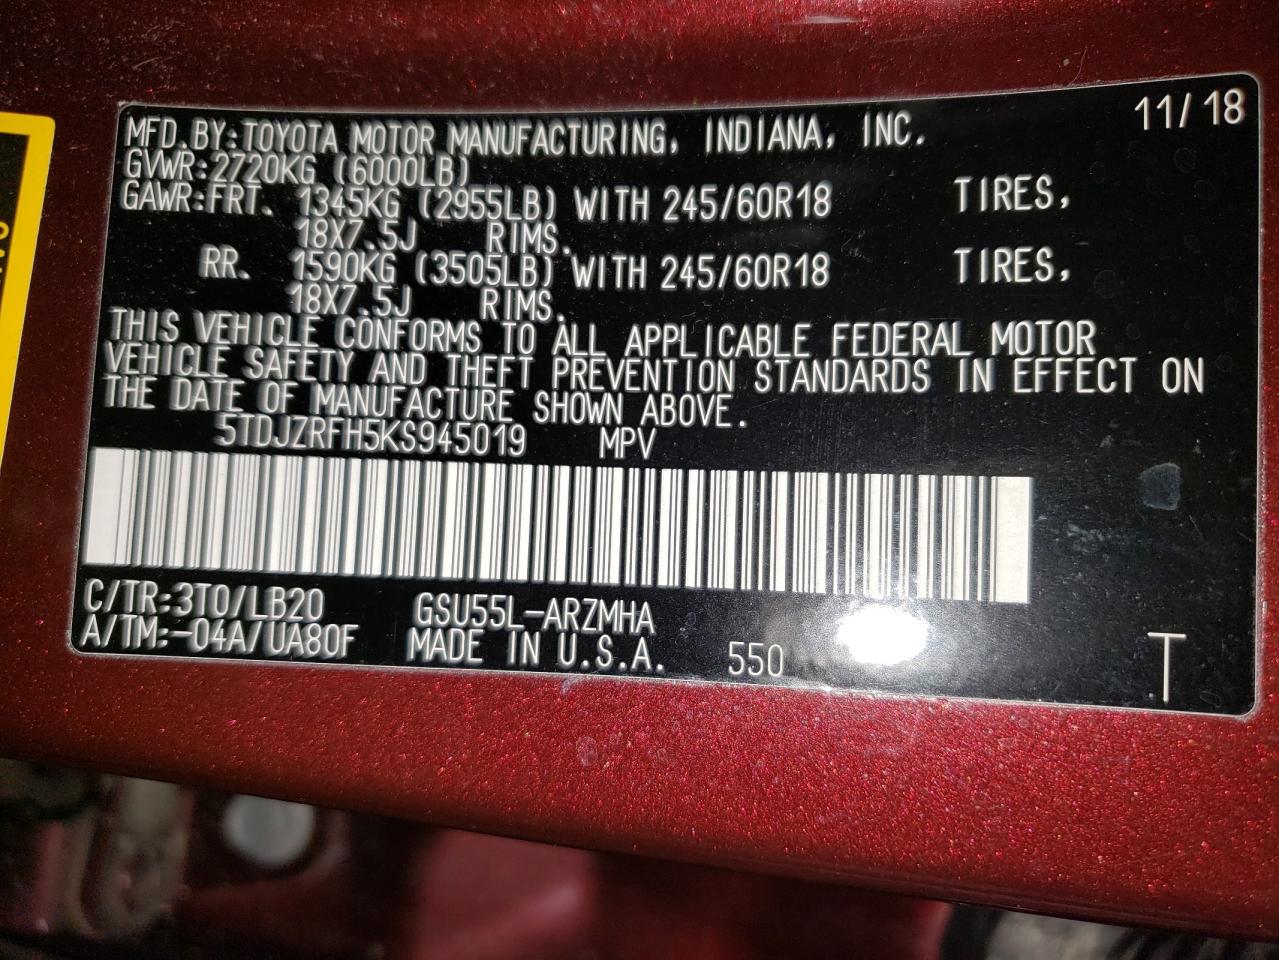 11/18
MFD.BY:TOYOTA MOTOR MANUFACTURING, INDIANA, INC.
GVWR:2720KG (6000LB)
GAWR:FRT. 1345KG (2955LB) WITH 245/60R18 TIRES,
18X7.5J RIMS.
RR. 1590KG (3505LB) WITH 245/60R18 TIRES,
18X7.5J RIMS.
THIS VEHICLE CONFORMS TO ALL APPLICABLE FEDERAL MOTOR
VEHICLE SAFETY AND THEFT PREVENTION STANDARDS IN EFFECT ON
THE DATE OF MANUFACTURE SHOWN ABOVE.
5TDJZRFH5KS945019 MPV
C/TR:3T0/LB20 GSU55L-ARZMHA
A/TM:-04A/UA80F MADE IN U.S.A. 550 T